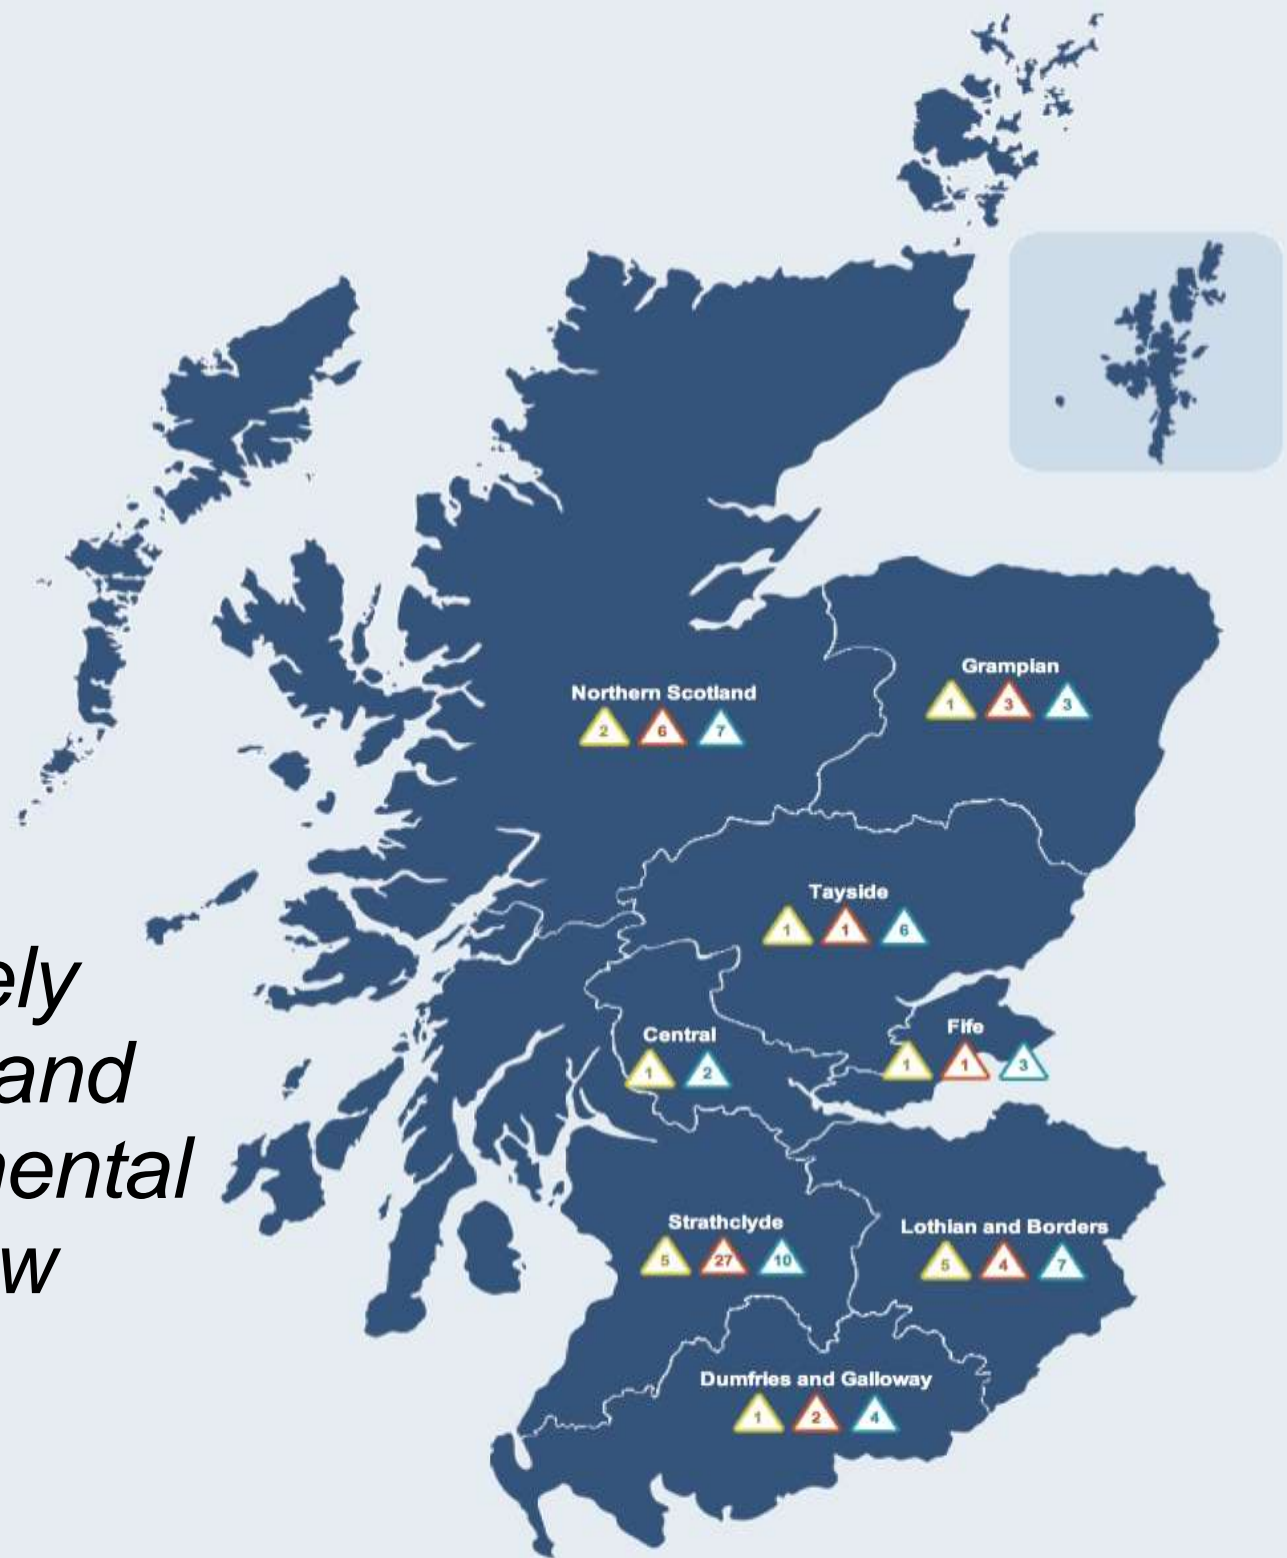 Grampian
1 3 3
Northern Scotland
2 6 7
Tayside
1 1 6
ely
and
mental
w
Central
1 2
Fife
1 1 3
Strathclyde
5 27 10
Lothian and Borders
5 4 7
Dumfries and Galloway
1 2 4